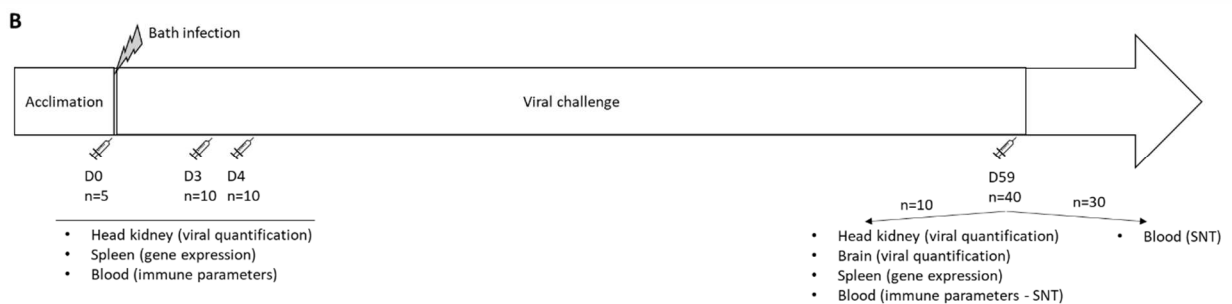 B
Bath infection
Acclimation
Viral challenge
D0
n=5
D3
n=10
D4
n=10
• Head kidney (viral quantification)
• Spleen (gene expression)
• Blood (immune parameters)
D59
n=40
n=10
n=30
• Head kidney (viral quantification)
• Brain (viral quantification)
• Spleen (gene expression)
• Blood (immune parameters - SNT)
• Blood (SNT)